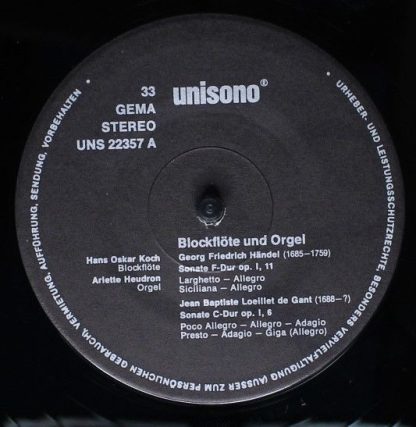 33
GEMA
STEREO
UNS 22357 A
unisono®
Blockflöte und Orgel
Hans Oskar Koch
Blockflöte
Arlette Heudron
Orgel
Georg Friedrich Händel (1685–1759)
Sonate F-Dur op. I, 11
Larghetto – Allegro
Siciliana – Allegro
Jean Baptiste Loeillet de Gant (1688–?)
Sonate C-Dur op. I, 6
Poco Allegro – Allegro – Adagio
Presto – Adagio – Giga (Allegro)
• URHEBER- UND LEISTUNGSSCHUTZRECHTE, BESONDERS VERVIELFÄLTIGUNG (AUSSER ZUM PERSÖNLICHEN GEBRAUCH), VERMIETUNG, AUFFÜHRUNG, SENDUNG, VORBEHALTEN •